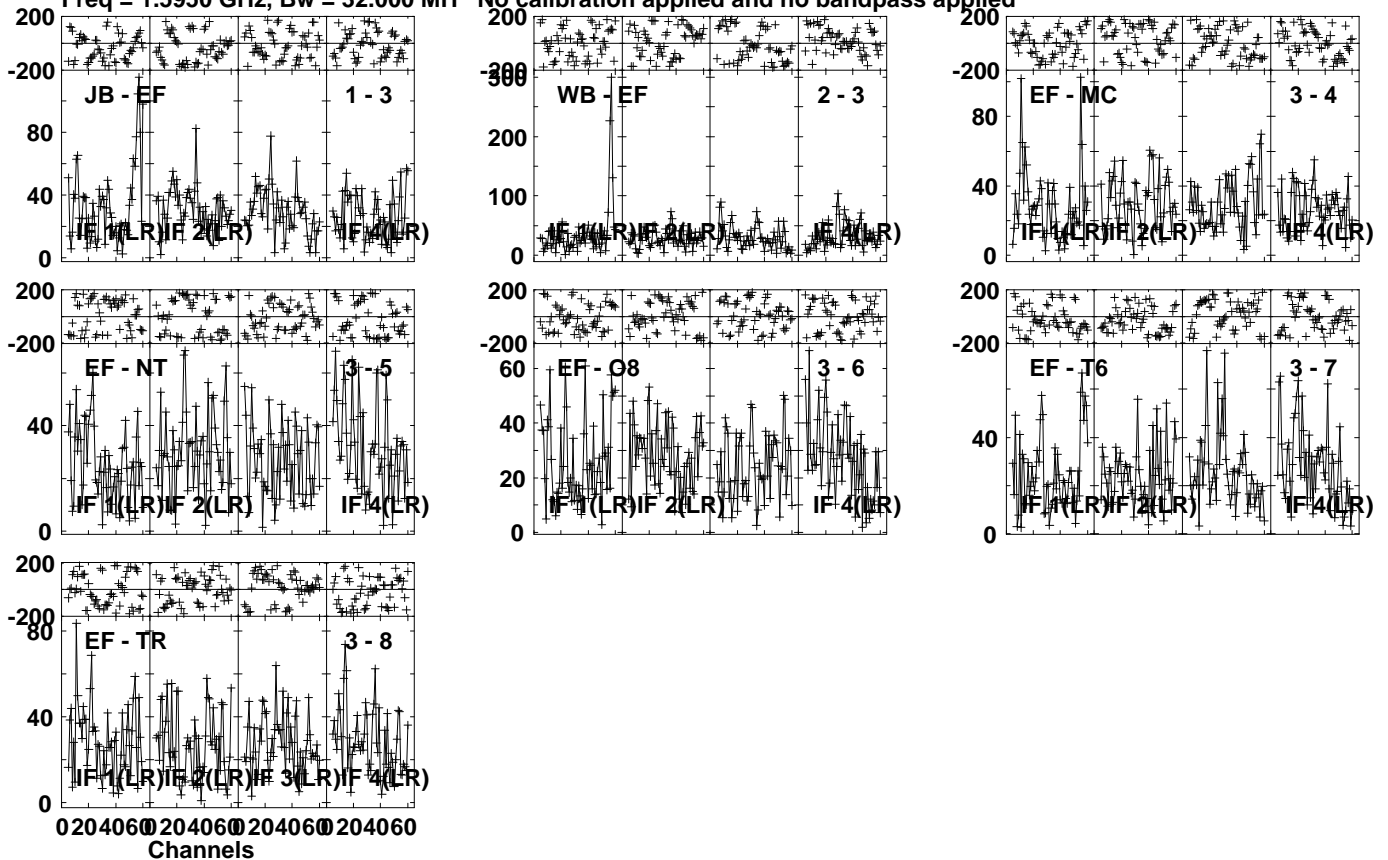 Freq = 1.5950 GHz, Bw = 32.000 MH No calibration applied and no bandpass applied
200
-200
JB - EF 1 - 3
80
40
0
IF 1(LR) IF 2(LR) IF 4(LR)
200
-200
300
WB - EF 2 - 3
200
100
0
IF 1(LR) IF 2(LR) IF 4(LR)
200
-200
EF - MC 3 - 4
80
40
0
IF 1(LR) IF 2(LR) IF 4(LR)
200
-200
EF - NT 3 - 5
40
0
IF 1(LR) IF 2(LR) IF 4(LR)
200
-200
60
EF - O8 3 - 6
40
20
0
IF 1(LR) IF 2(LR) IF 4(LR)
200
-200
EF - T6 3 - 7
40
0
IF 1(LR) IF 2(LR) IF 4(LR)
200
-200
80
EF - TR 3 - 8
40
0
IF 1(LR) IF 2(LR) IF 3(LR) IF 4(LR)
0 20 40 60 0 20 40 60 0 20 40 60 0 20 40 60
Channels